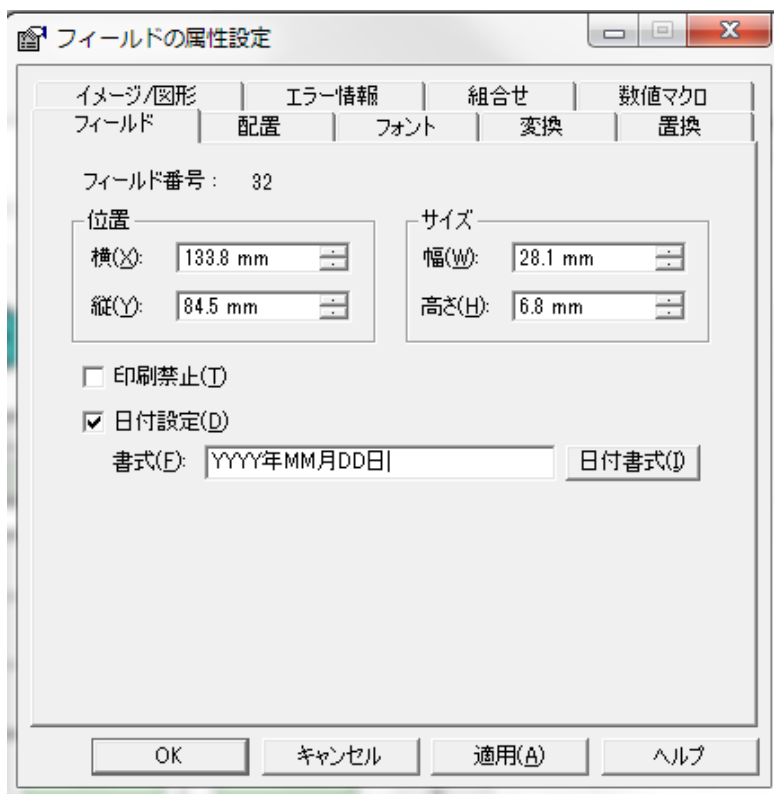 フィールドの属性設定
イメージ/図形 エラー情報 組合せ 数値マクロ
フィールド 配置 フォント 変換 置換
フィールド番号： 32
位置 サイズ
横(X): 133.8 mm 幅(W): 28.1 mm
縦(Y): 84.5 mm 高さ(H): 6.8 mm
印刷禁止(T)
日付設定(D)
書式(F): YYYY年MM月DD日 日付書式(I)
OK キャンセル 適用(A) ヘルプ